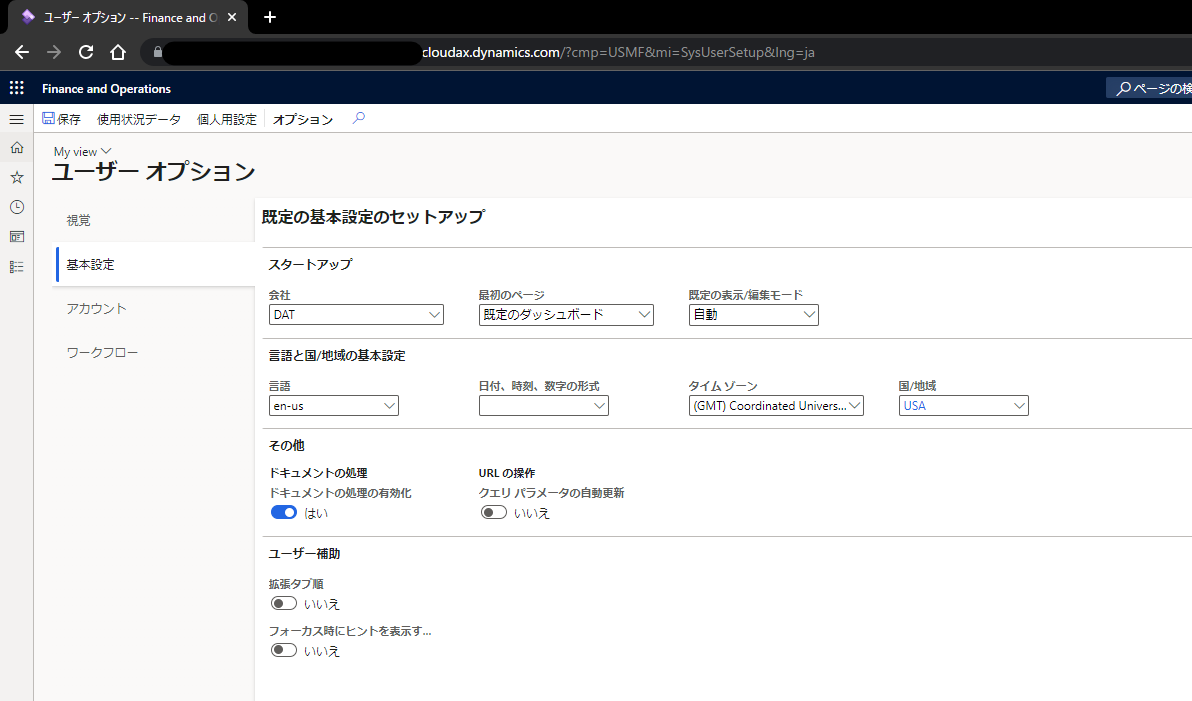 ユーザー オプション -- Finance and O
cloudax.dynamics.com/?cmp=USMF&mi=SysUserSetup&lng=ja
Finance and Operations
ページの検
保存 使用状況データ 個人用設定 オプション
My view
ユーザー オプション
視覚
基本設定
アカウント
ワークフロー
既定の基本設定のセットアップ
スタートアップ
会社 最初のページ 既定の表示/編集モード
DAT 既定のダッシュボード 自動
言語と国/地域の基本設定
言語 日付、時刻、数字の形式 タイム ゾーン 国/地域
en-us (GMT) Coordinated Univers... USA
その他
ドキュメントの処理 URL の操作
ドキュメントの処理の有効化 クエリ パラメータの自動更新
はい いいえ
ユーザー補助
拡張タブ順
いいえ
フォーカス時にヒントを表示す...
いいえ